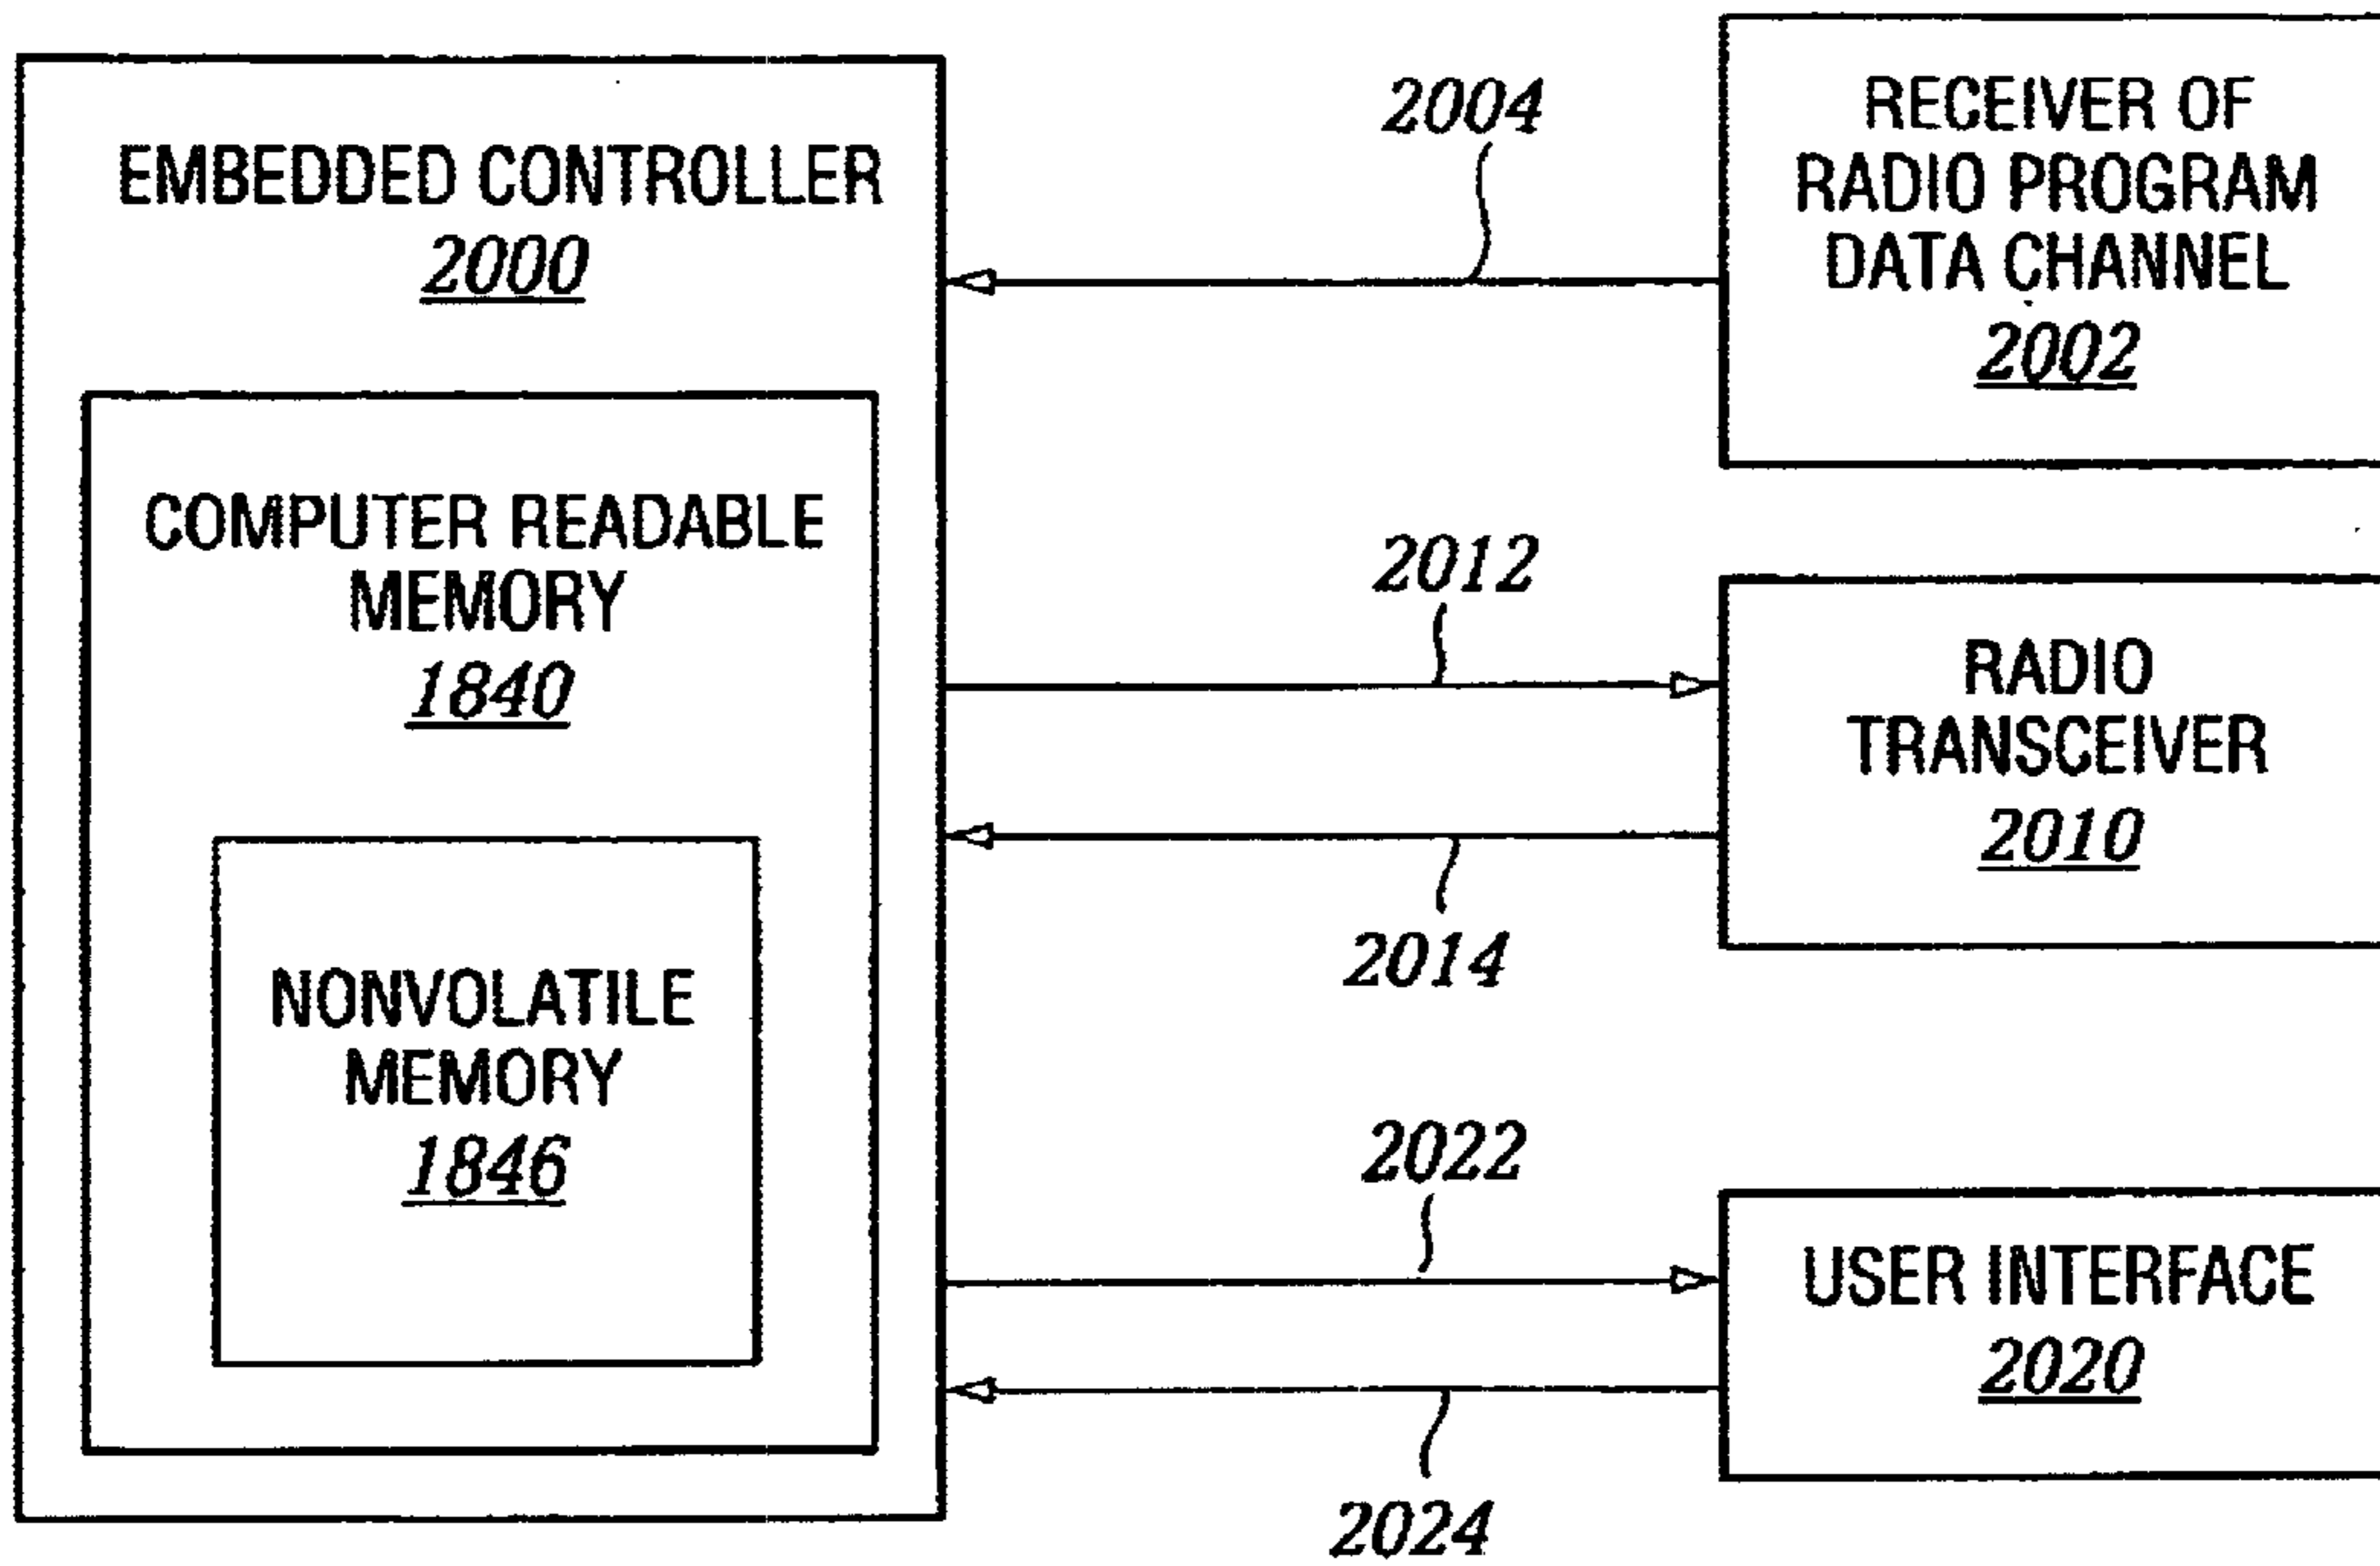 EMBEDDED CONTROLLER
2000
COMPUTER READABLE
MEMORY
1840
NONVOLATILE
MEMORY
1846
2004
2012
2014
2022
2024
RECEIVER OF
RADIO PROGRAM
DATA CHANNEL
2002
RADIO
TRANSCEIVER
2010
USER INTERFACE
2020